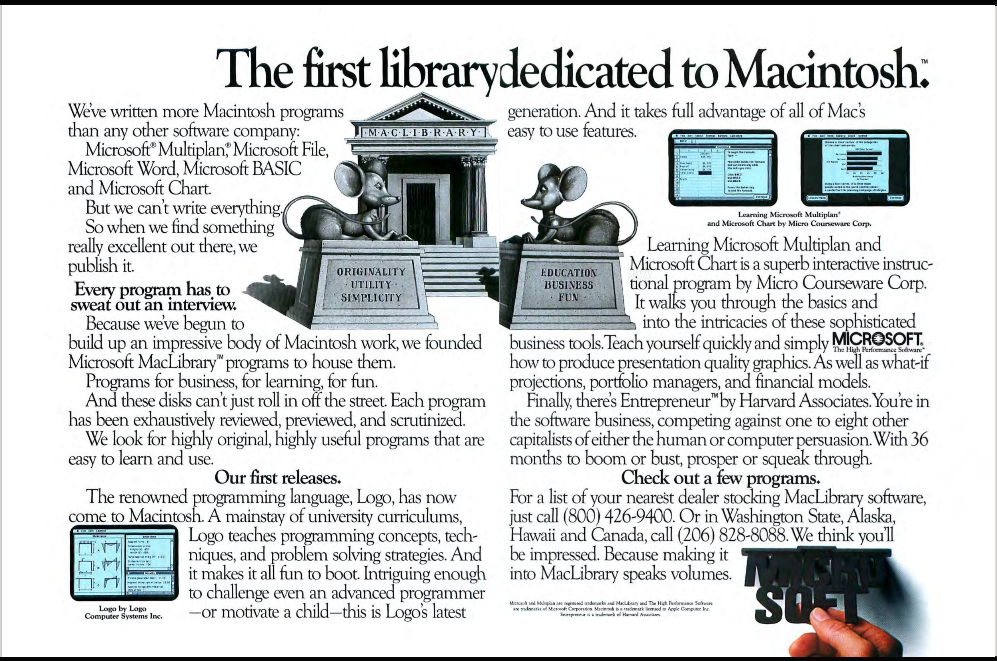 The first library dedicated to Macintosh.™
We've written more Macintosh programs
than any other software company:
Microsoft® Multiplan,® Microsoft File,
Microsoft Word, Microsoft BASIC
and Microsoft Chart.
But we can't write everything.
So when we find something
really excellent out there, we
publish it.
Every program has to
sweat out an interview.
Because we've begun to
build up an impressive body of Macintosh work, we founded
Microsoft MacLibrary™ programs to house them.
Programs for business, for learning, for fun.
And these disks can't just roll in off the street. Each program
has been exhaustively reviewed, previewed, and scrutinized.
We look for highly original, highly useful programs that are
easy to learn and use.
Our first releases.
The renowned programming language, Logo, has now
come to Macintosh. A mainstay of university curriculums,
Logo teaches programming concepts, tech-
niques, and problem solving strategies. And
it makes it all fun to boot. Intriguing enough
to challenge even an advanced programmer
—or motivate a child—this is Logo's latest
Logo by Logo
Computer Systems Inc.
·M·A·C·L·I·B·R·A·R·Y·
ORIGINALITY
· UTILITY ·
SIMPLICITY
EDUCATION
BUSINESS
· FUN ·
generation. And it takes full advantage of all of Mac's
easy to use features.
Learning Microsoft Multiplan®
and Microsoft Chart by Micro Courseware Corp.
Learning Microsoft Multiplan and
Microsoft Chart is a superb interactive instruc-
tional program by Micro Courseware Corp.
It walks you through the basics and
into the intricacies of these sophisticated
business tools. Teach yourself quickly and simply
how to produce presentation quality graphics. As well as what-if
projections, portfolio managers, and financial models.
MICROSOFT.
The High Performance Software™
Finally, there's Entrepreneur™ by Harvard Associates. You're in
the software business, competing against one to eight other
capitalists of either the human or computer persuasion. With 36
months to boom or bust, prosper or squeak through.
Check out a few programs.
For a list of your nearest dealer stocking MacLibrary software,
just call (800) 426-9400. Or in Washington State, Alaska,
Hawaii and Canada, call (206) 828-8088. We think you'll
be impressed. Because making it
into MacLibrary speaks volumes.
Microsoft and Multiplan are registered trademarks and MacLibrary and The High Performance Software
are trademarks of Microsoft Corporation. Macintosh is a trademark licensed to Apple Computer Inc.
Entrepreneur is a trademark of Harvard Associates.
SOFT